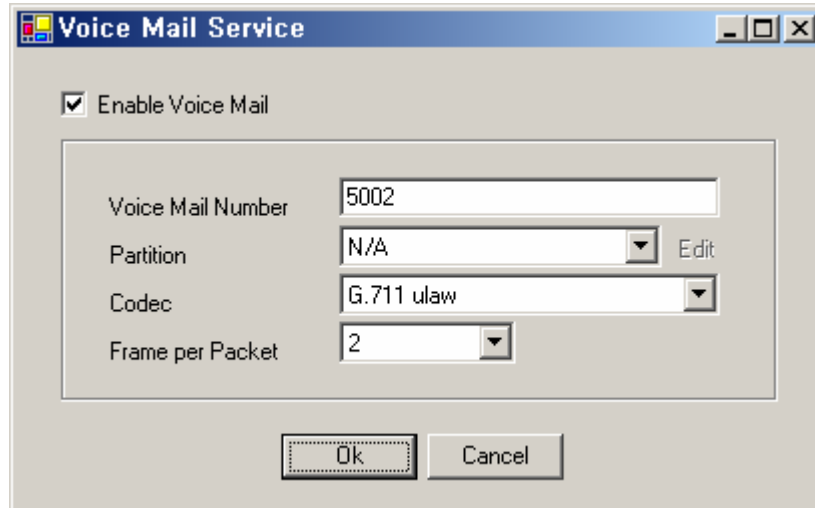 Voice Mail Service
Enable Voice Mail
Voice Mail Number 5002
Partition N/A Edit
Codec G.711 ulaw
Frame per Packet 2
Ok Cancel